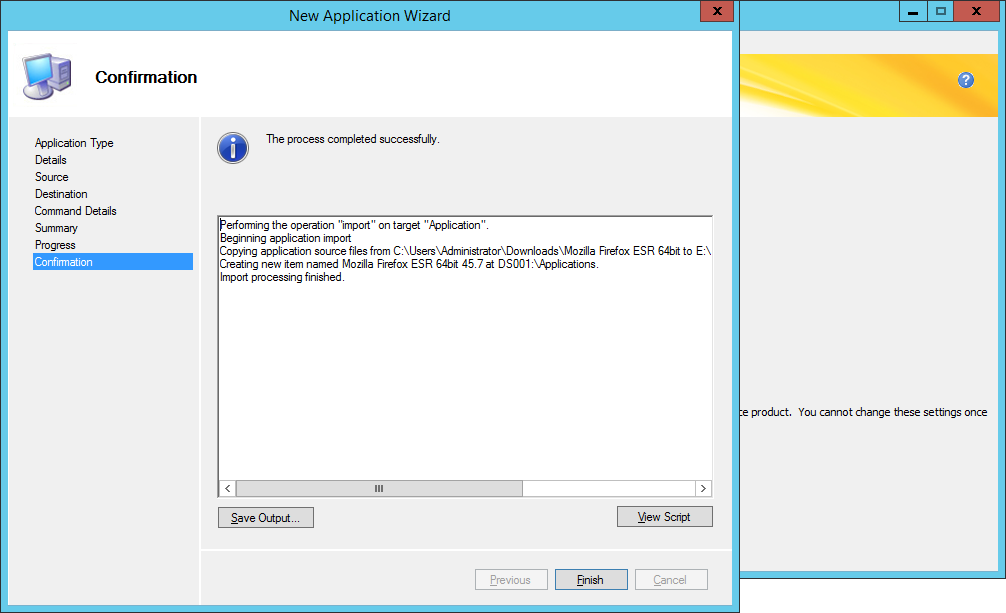 New Application Wizard
Confirmation
Application Type
Details
Source
Destination
Command Details
Summary
Progress
Confirmation
The process completed successfully.
Performing the operation "import" on target "Application".
Beginning application import
Copying application source files from C:\Users\Administrator\Downloads\Mozilla Firefox ESR 64bit to E:\
Creating new item named Mozilla Firefox ESR 64bit 45.7 at DS001:\Applications.
Import processing finished.
Save Output...
View Script
Previous
Finish
Cancel
product. You cannot change these settings once